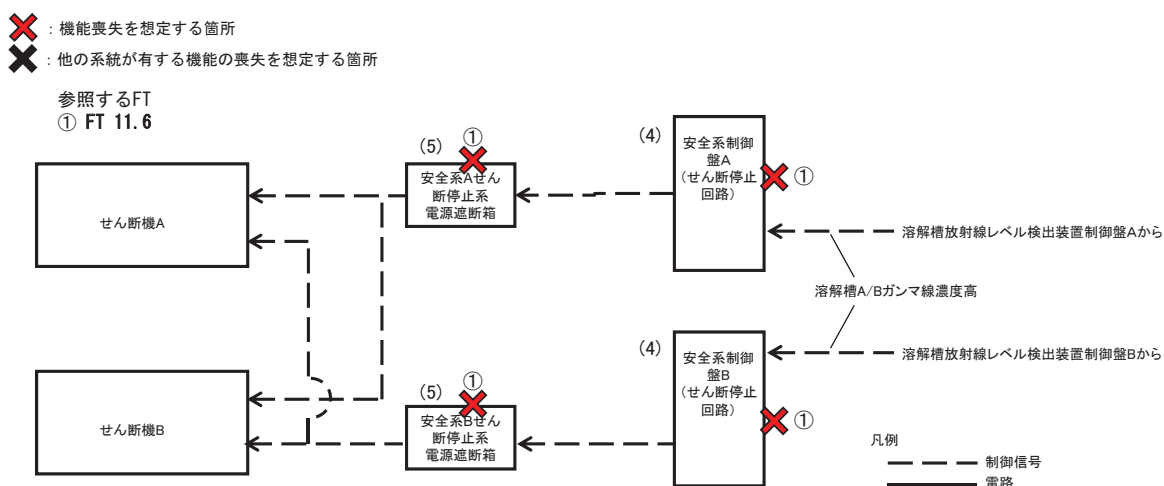 ：機能喪失を想定する箇所
：他の系統が有する機能の喪失を想定する箇所
参照するFT
① FT 11.6
せん断機A
(5)
①
安全系Aせん
断停止系
電源遮断箱
(4)
安全系制御
盤A
（せん断停止
回路）
①
溶解槽放射線レベル検出装置制御盤Aから
溶解槽A/Bガンマ線濃度高
せん断機B
(5)
①
安全系Bせん
断停止系
電源遮断箱
(4)
安全系制御
盤B
（せん断停止
回路）
①
溶解槽放射線レベル検出装置制御盤Bから
凡例
制御信号
電路